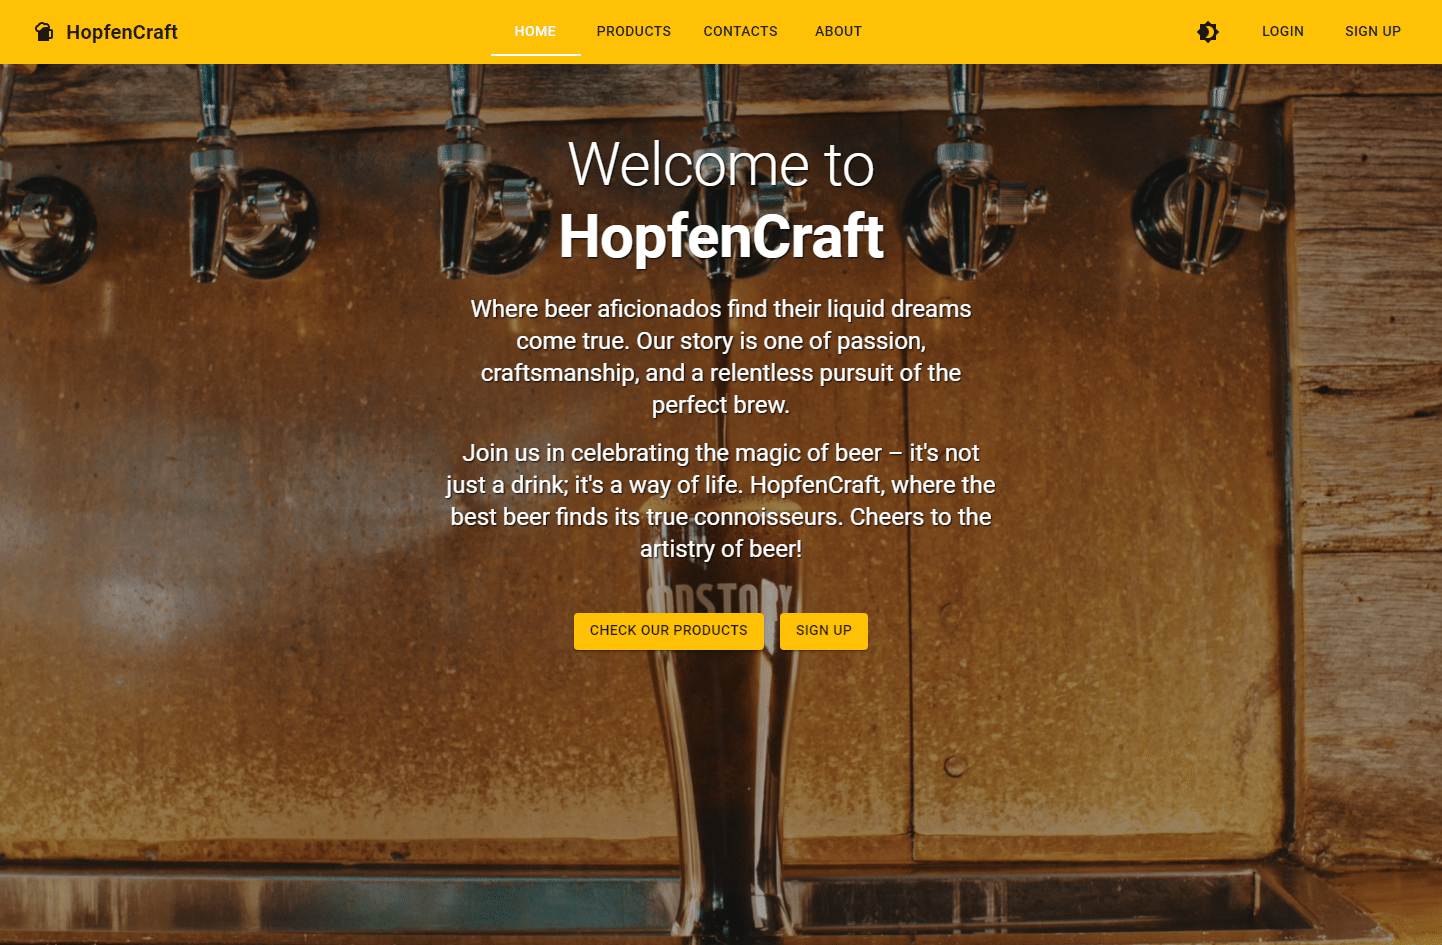 HopfenCraft
HOME
PRODUCTS
CONTACTS
ABOUT
LOGIN
SIGN UP
Welcome to
HopfenCraft
Where beer aficionados find their liquid dreams
come true. Our story is one of passion,
craftsmanship, and a relentless pursuit of the
perfect brew.
Join us in celebrating the magic of beer – it's not
just a drink; it's a way of life. HopfenCraft, where the
best beer finds its true connoisseurs. Cheers to the
artistry of beer!
CHECK OUR PRODUCTS
SIGN UP